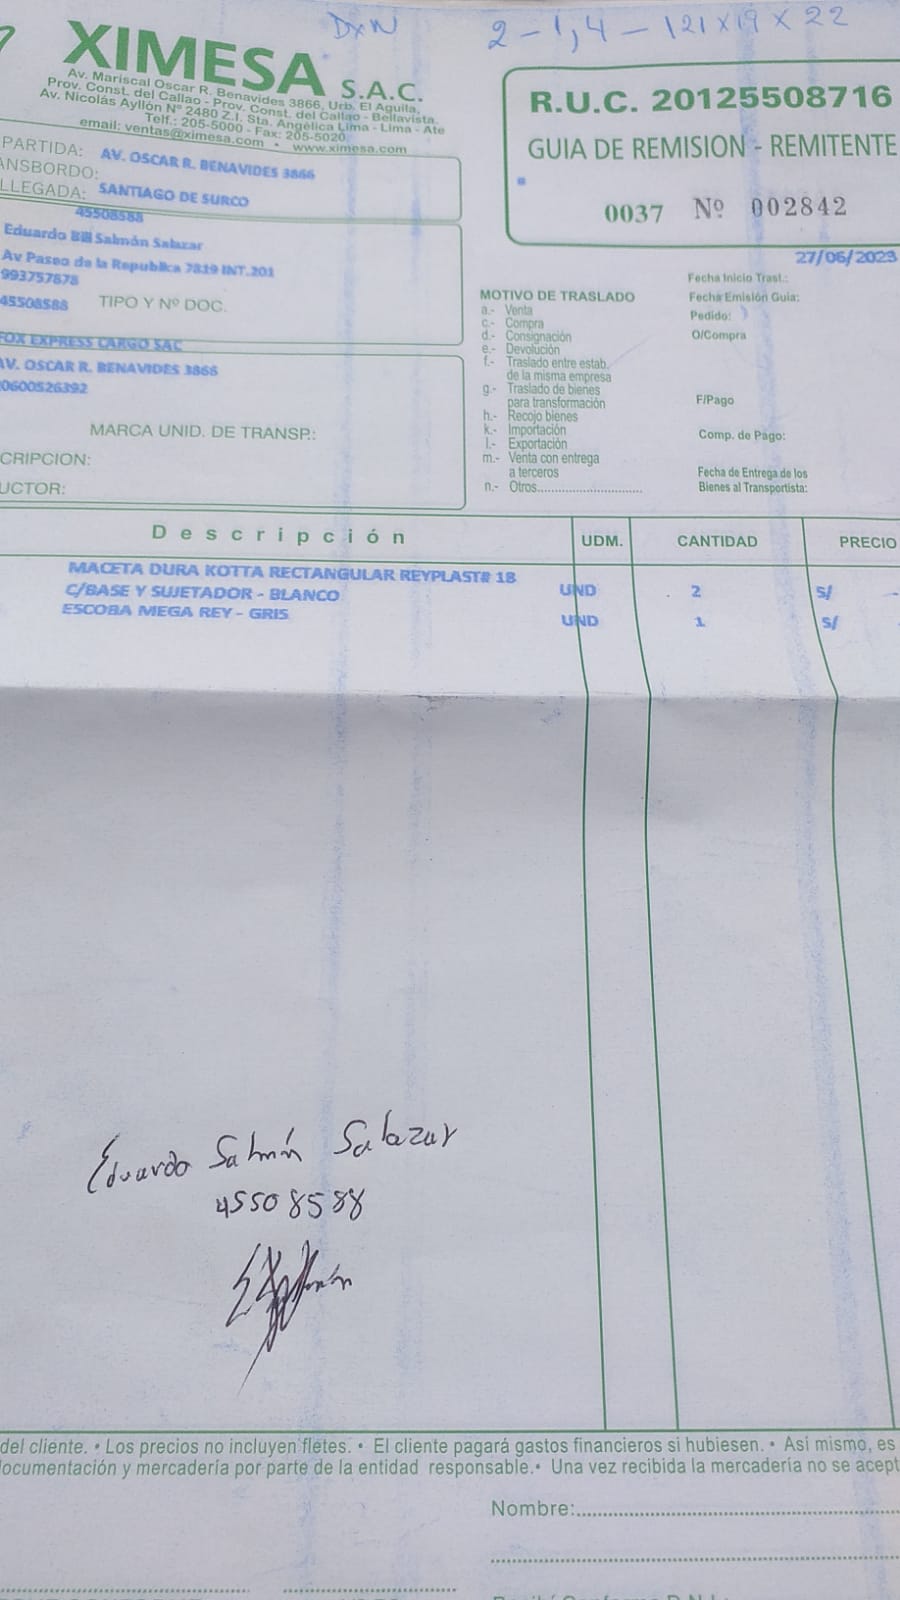 DxN
2 - 1,4 - 121 x 19 x 22
XIMESA S.A.C.
Av. Mariscal Oscar R. Benavides 3866, Urb. El Aguila.
Prov. Const. del Callao - Prov. Const. del Callao - Bellavista.
Av. Nicolás Ayllón Nº 2480 Z.I. Sta. Angélica Lima - Lima - Ate
Telf.: 205-5000 - Fax: 205-5020
email: ventas@ximesa.com • www.ximesa.com
R.U.C. 20125508716
GUIA DE REMISION - REMITENTE
0037 Nº 002842
PARTIDA: AV. OSCAR R. BENAVIDES 3866
ANSBORDO:
LLEGADA: SANTIAGO DE SURCO
45508588
Eduardo Bill Salmón Salazar
Av Paseo de la Republica 7819 INT.201
993757878
45508588 TIPO Y Nº DOC.
FOX EXPRESS CARGO SAC
AV. OSCAR R. BENAVIDES 3866
0600526392
MARCA UNID. DE TRANSP.:
CRIPCION:
UCTOR:
27/06/2023
MOTIVO DE TRASLADO
a.- Venta
c.- Compra
d.- Consignación
e.- Devolución
f.- Traslado entre estab.
de la misma empresa
g.- Traslado de bienes
para transformación
h.- Recojo bienes
k.- Importación
l.- Exportación
m.- Venta con entrega
a terceros
n.- Otros..............................
Fecha Inicio Trast.:
Fecha Emisión Guia:
Pedido:
O/Compra
F/Pago
Comp. de Pago:
Fecha de Entrega de los
Bienes al Transportista:
Descripción UDM. CANTIDAD PRECIO
MACETA DURA KOTTA RECTANGULAR REYPLAST# 18
C/BASE Y SUJETADOR - BLANCO UND 2 S/ -
ESCOBA MEGA REY - GRIS UND 1 S/
Eduardo Salmón Salazar
45508588
del cliente. • Los precios no incluyen fletes. • El cliente pagará gastos financieros si hubiesen. • Asi mismo, es
documentación y mercadería por parte de la entidad responsable. • Una vez recibida la mercadería no se acept
Nombre: